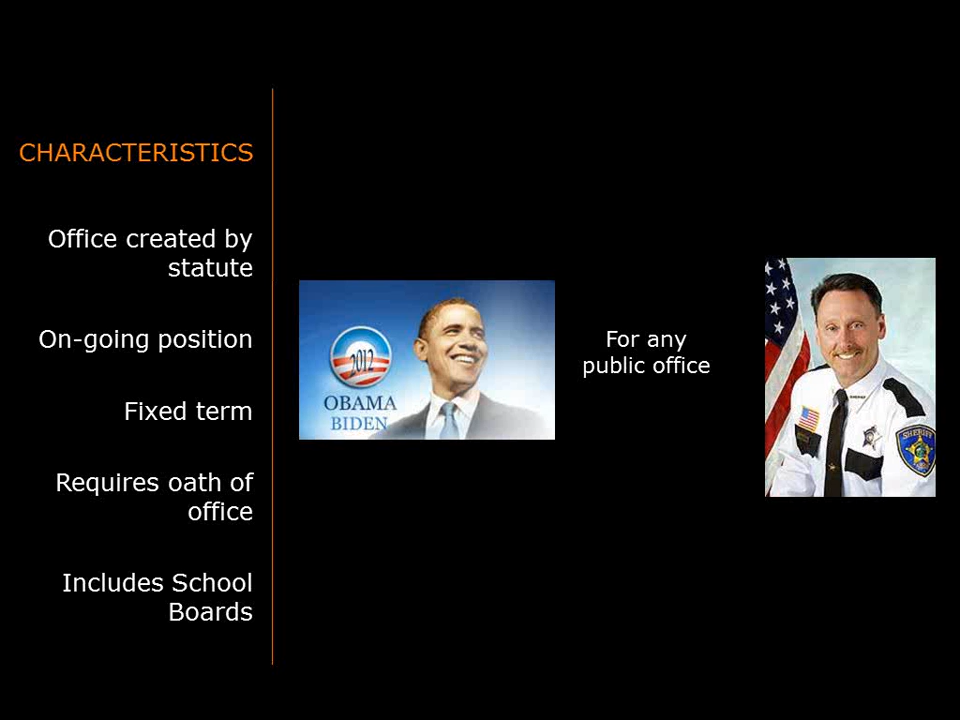 CHARACTERISTICS
Office created by
statute
On-going position
Fixed term
Requires oath of
office
Includes School
Boards
2012
OBAMA
BIDEN
For any
public office
SHERIFF